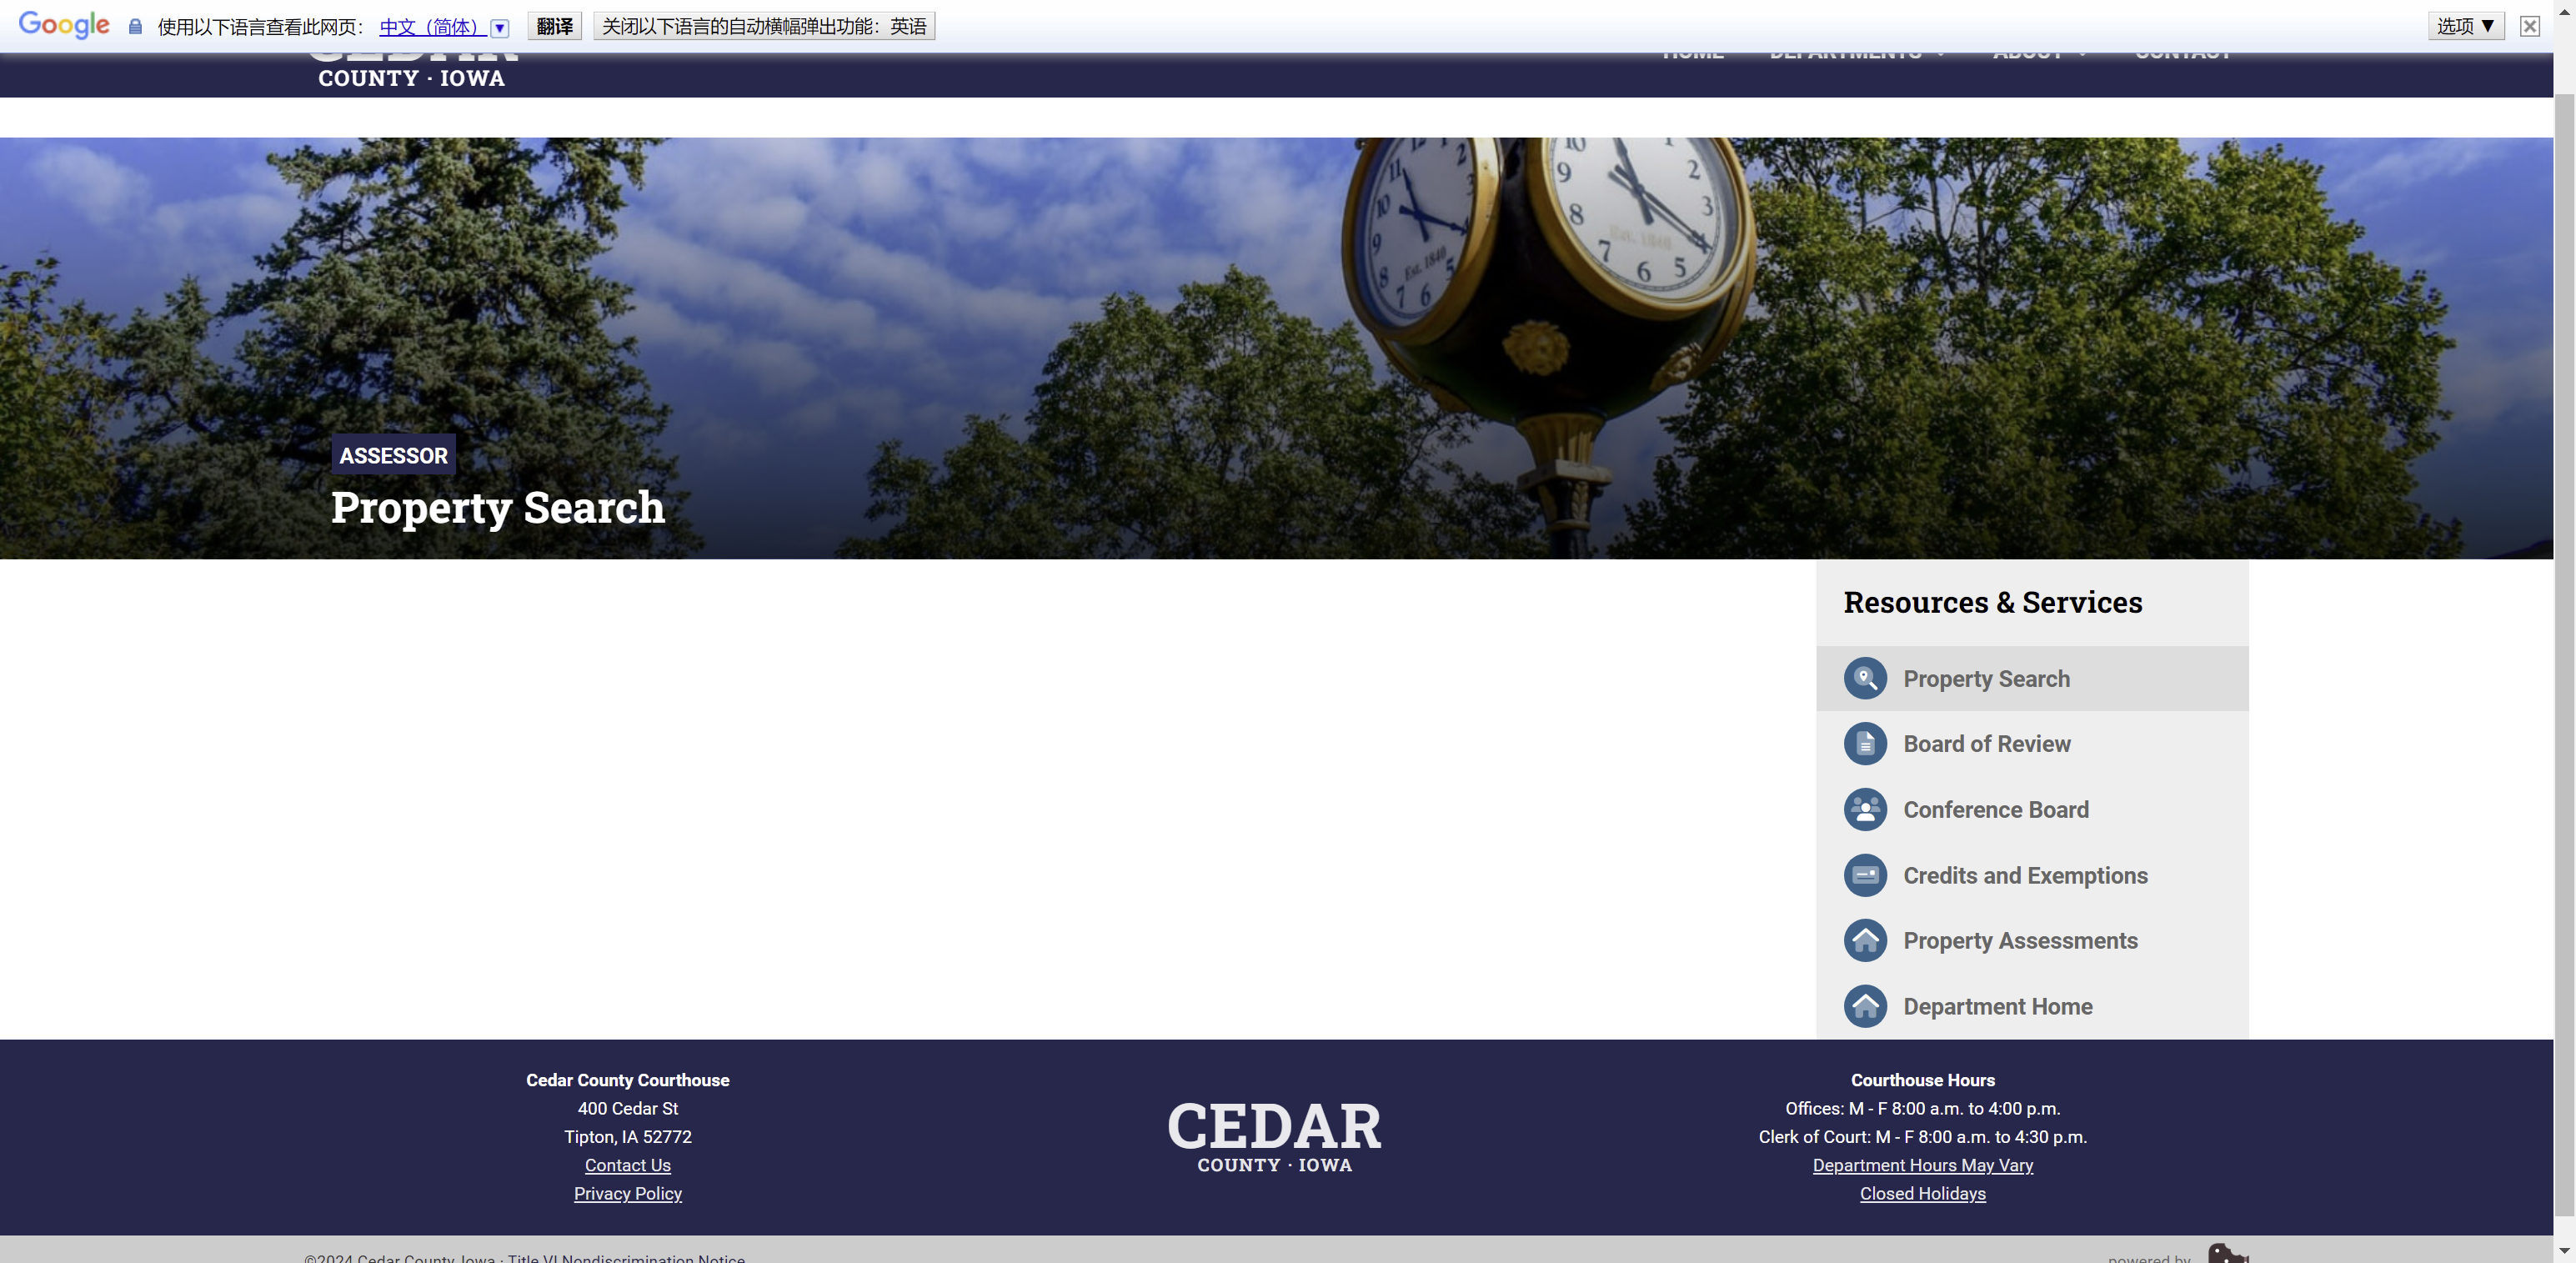 Google 使用以下语言查看此网页： 中文（简体） 翻译 关闭以下语言的自动横幅弹出功能：英语 选项 ▼
CEDAR HOME DEPARTMENTS ABOUT CONTACT
COUNTY · IOWA
ASSESSOR
Property Search
Resources & Services
Property Search
Board of Review
Conference Board
Credits and Exemptions
Property Assessments
Department Home
Cedar County Courthouse
400 Cedar St
Tipton, IA 52772
Contact Us
Privacy Policy
CEDAR
COUNTY · IOWA
Courthouse Hours
Offices: M - F 8:00 a.m. to 4:00 p.m.
Clerk of Court: M - F 8:00 a.m. to 4:30 p.m.
Department Hours May Vary
Closed Holidays
©2024 Cedar County, Iowa · Title VI Nondiscrimination Notice
powered by